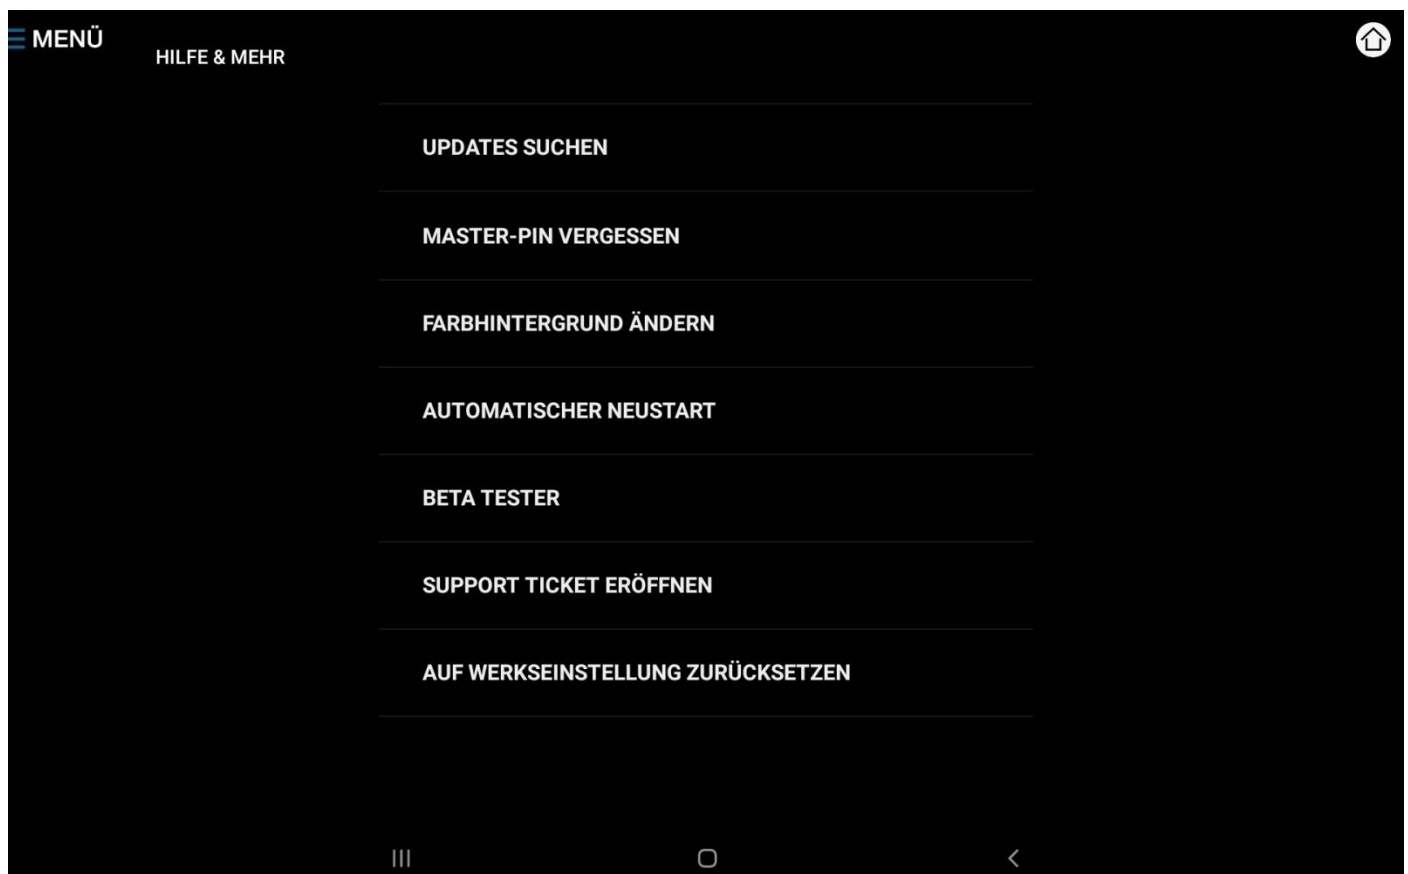 MENÜ
HILFE & MEHR
UPDATES SUCHEN
MASTER-PIN VERGESSEN
FARBHINTERGRUND ÄNDERN
AUTOMATISCHER NEUSTART
BETA TESTER
SUPPORT TICKET ERÖFFNEN
AUF WERKSEINSTELLUNG ZURÜCKSETZEN